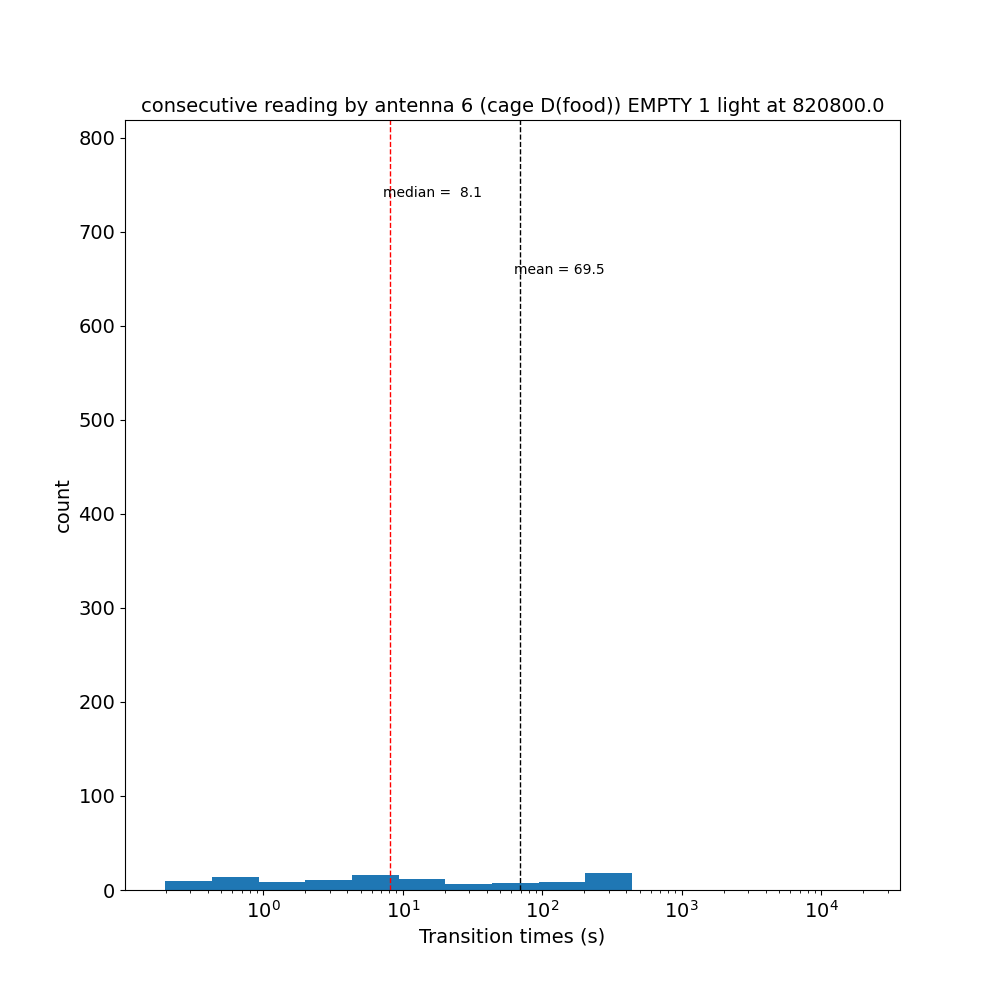 consecutive reading by antenna 6 (cage D(food)) EMPTY 1 light at 820800.0
800
median =  8.1
700
mean = 69.5
600
500
400
count
300
200
100
0
10⁰ 10¹ 10² 10³ 10⁴
Transition times (s)